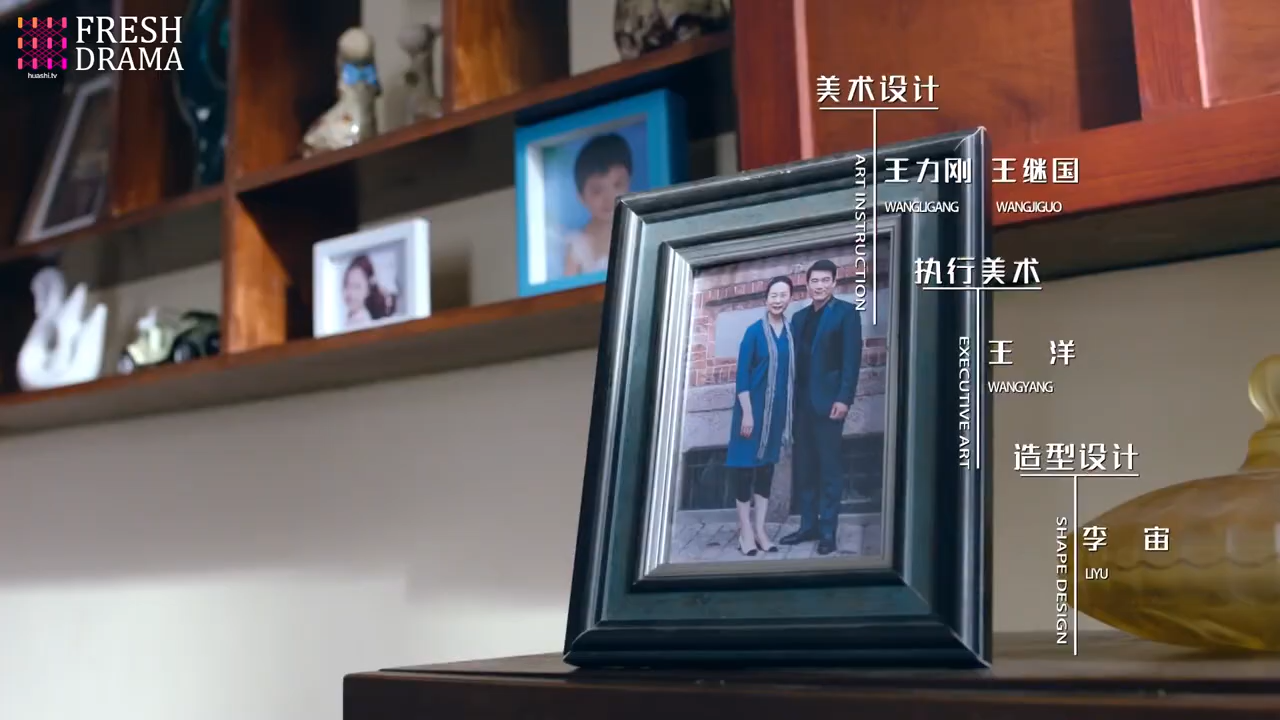 FRESH
DRAMA
huashi.tv
美术设计
ART INSTRUCTION
王力刚 王继国
WANGLIGANG WANGJIGUO
执行美术
EXECUTIVE ART
王 洋
WANGYANG
造型设计
SHAPE DESIGN
李 宙
LIYU